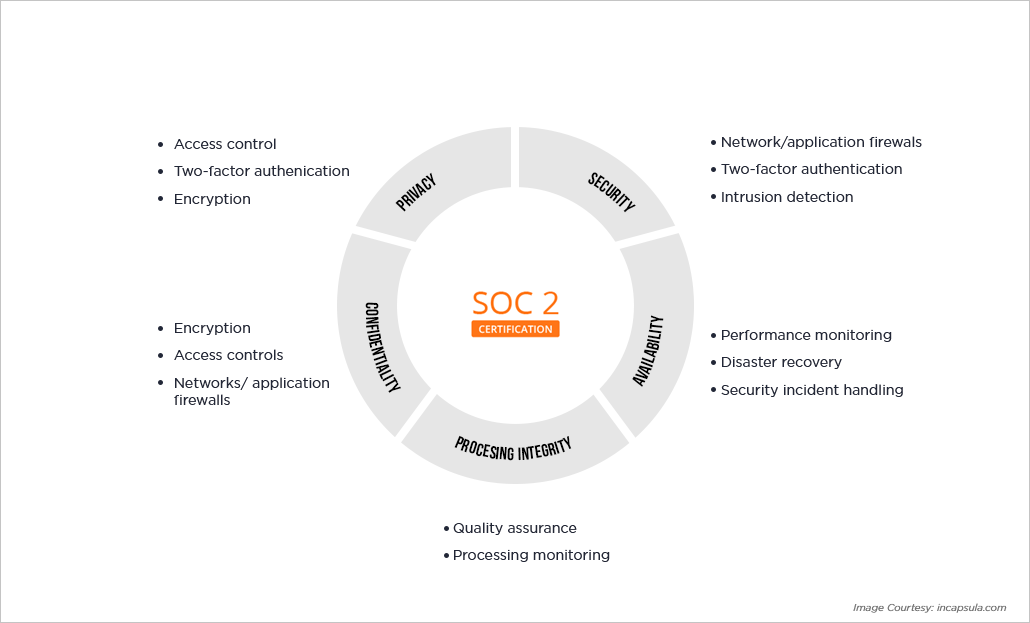 • Access control
• Two-factor authenication
• Encryption
PRIVACY
SECURITY
• Network/application firewals
• Two-factor authentication
• Intrusion detection
• Encryption
• Access controls
• Networks/ application
firewalls
CONFIDENTIALITY
SOC 2
CERTIFICATION
AVAILABILITY
• Performance monitoring
• Disaster recovery
• Security incident handling
PROCESING INTEGRITY
• Quality assurance
• Processing monitoring
Image Courtesy: incapsula.com